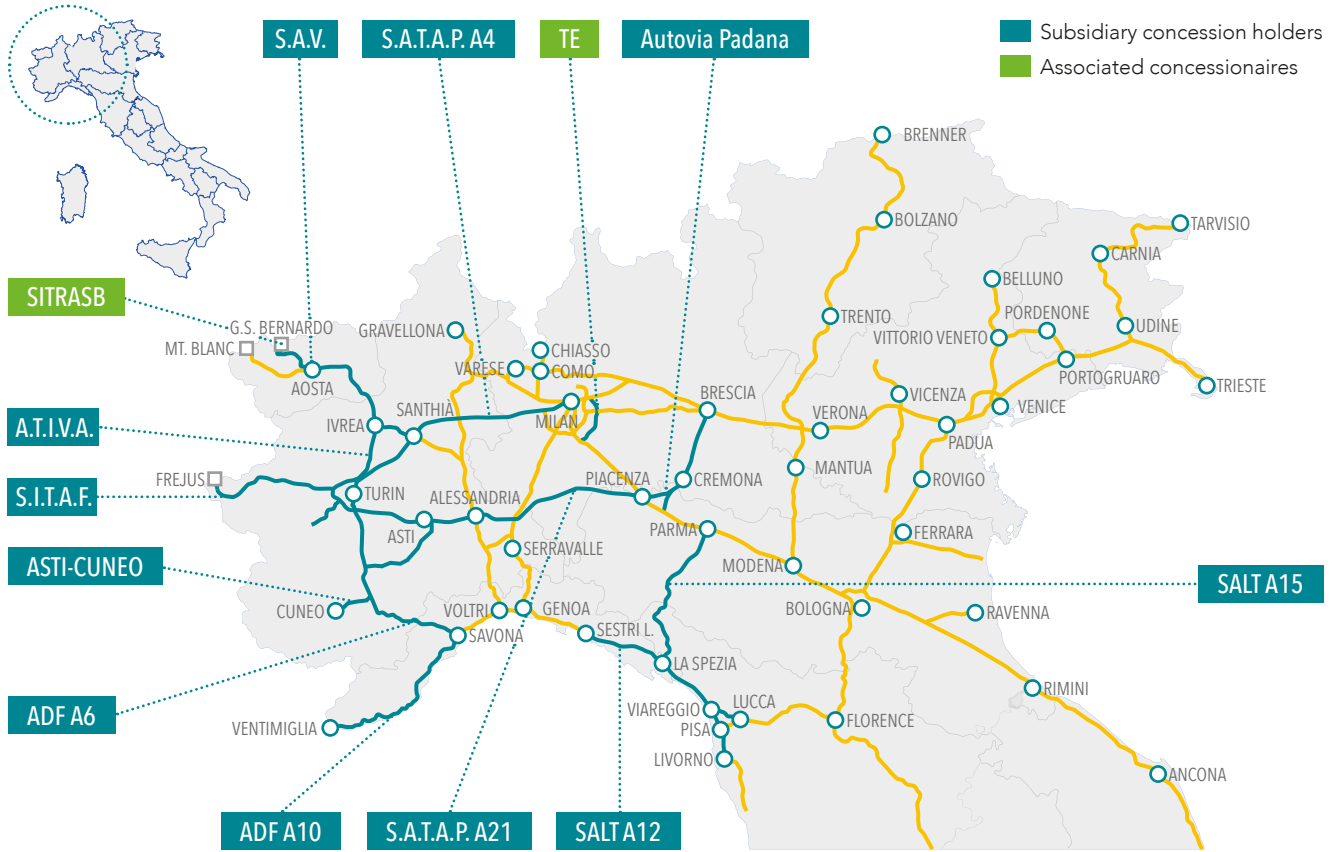 S.A.V.
S.A.T.A.P. A4
TE
Autovia Padana
Subsidiary concession holders
Associated concessionaires
BRENNER
BOLZANO
TARVISIO
CARNIA
BELLUNO
SITRASB
G.S. BERNARDO
GRAVELLONA
TRENTO
PORDENONE
UDINE
VITTORIO VENETO
MT. BLANC
CHIASSO
VARESE
COMO
AOSTA
PORTOGRUARO
TRIESTE
BRESCIA
VICENZA
VENICE
SANTHIÀ
A.T.I.V.A.
IVREA
MILAN
VERONA
PADUA
MANTUA
FREJUS
PIACENZA
CREMONA
ROVIGO
S.I.T.A.F.
TURIN
ALESSANDRIA
ASTI
PARMA
FERRARA
SERRAVALLE
ASTI-CUNEO
MODENA
SALT A15
CUNEO
VOLTRI
GENOA
BOLOGNA
RAVENNA
SAVONA
SESTRI L.
LA SPEZIA
RIMINI
ADF A6
VENTIMIGLIA
VIAREGGIO
LUCCA
FLORENCE
PISA
LIVORNO
ANCONA
ADF A10
S.A.T.A.P. A21
SALT A12